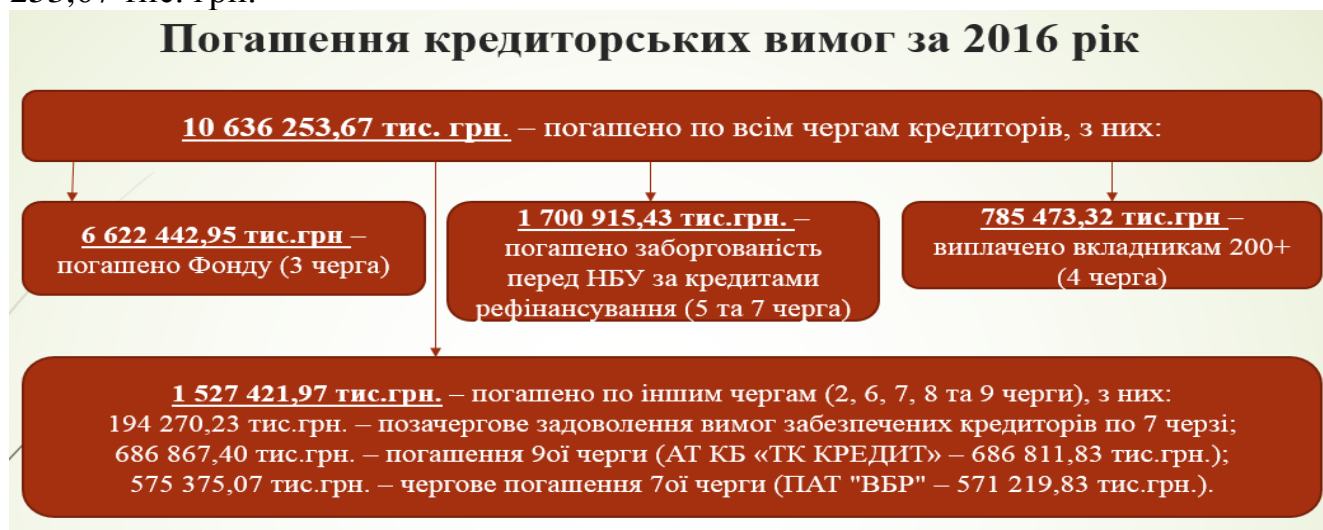 Погашення кредиторських вимог за 2016 рік
10 636 253,67 тис. грн. – погашено по всім чергам кредиторів, з них:
6 622 442,95 тис.грн –
погашено Фонду (3 черга)
1 700 915,43 тис.грн. –
погашено заборгованість
перед НБУ за кредитами
рефінансування (5 та 7 черга)
785 473,32 тис.грн –
виплачено вкладникам 200+
(4 черга)
1 527 421,97 тис.грн. – погашено по іншим чергам (2, 6, 7, 8 та 9 черги), з них:
194 270,23 тис.грн. – позачергове задоволення вимог забезпечених кредиторів по 7 черзі;
686 867,40 тис.грн. – погашення 9ої черги (АТ КБ «ТК КРЕДИТ» – 686 811,83 тис.грн.);
575 375,07 тис.грн. – чергове погашення 7ої черги (ПАТ "ВБР" – 571 219,83 тис.грн.).